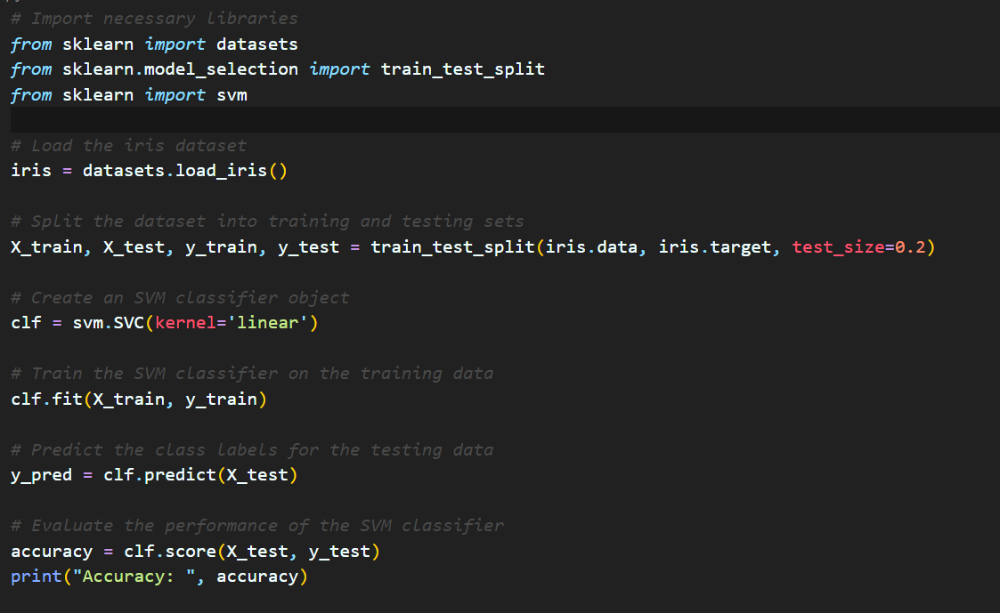 # Import necessary libraries
from sklearn import datasets
from sklearn.model_selection import train_test_split
from sklearn import svm
# Load the iris dataset
iris = datasets.load_iris()
# Split the dataset into training and testing sets
X_train, X_test, y_train, y_test = train_test_split(iris.data, iris.target, test_size=0.2)
# Create an SVM classifier object
clf = svm.SVC(kernel='linear')
# Train the SVM classifier on the training data
clf.fit(X_train, y_train)
# Predict the class labels for the testing data
y_pred = clf.predict(X_test)
# Evaluate the performance of the SVM classifier
accuracy = clf.score(X_test, y_test)
print("Accuracy: ", accuracy)